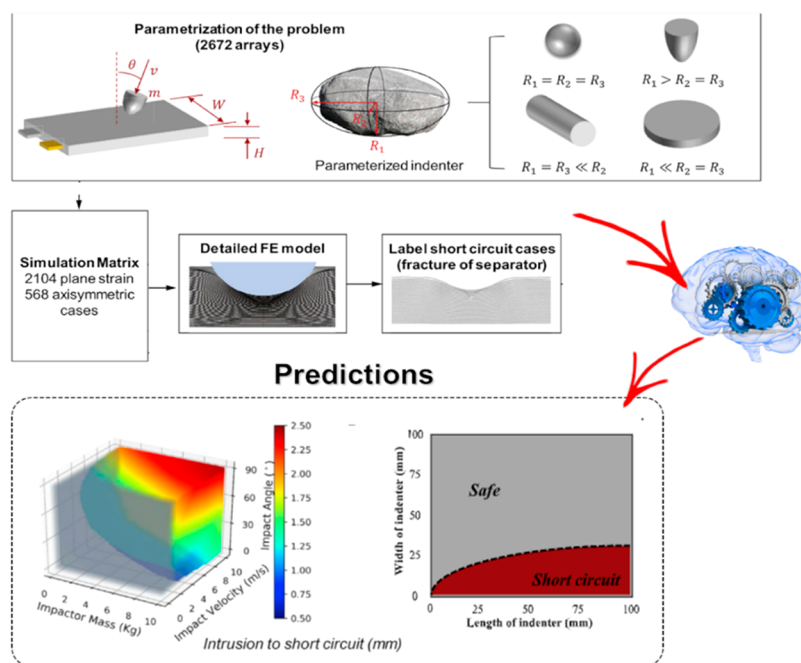 Parametrization of the problem
(2672 arrays)
θ
v
m
W
H
R3
R1
Parameterized indenter
R1 = R2 = R3
R1 > R2 = R3
R1 = R3 ≪ R2
R1 ≪ R2 = R3
Simulation Matrix
2104 plane strain
568 axisymmetric
cases
Detailed FE model
Label short circuit cases
(fracture of separator)
Predictions
2.50
2.25
2.00
1.75
1.50
1.25
1.00
0.75
0.50
Impact Angle (°)
90
60
30
0
Impact Velocity (m/s)
0 2 4 6 8 10
Impactor Mass (Kg)
0 2 4 6 8 10
Intrusion to short circuit (mm)
Width of indenter (mm)
100
75
50
25
0
Safe
Short circuit
0 25 50 75 100
Length of indenter (mm)